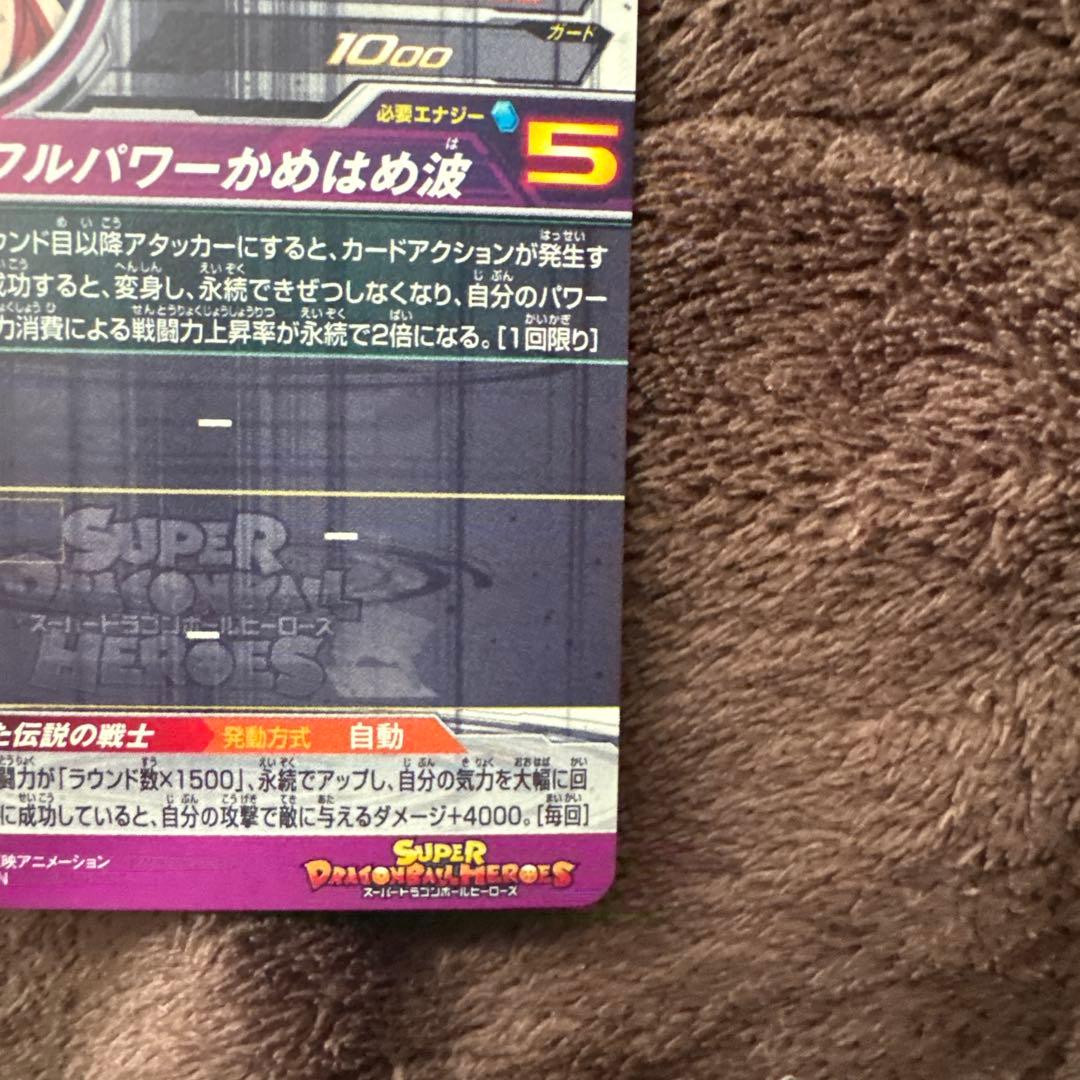 カード
1000
必要エナジー
5
フルパワーかめはめ波
ウンド目以降アタッカーにすると、カードアクションが発生す
成功すると、変身し、永続できぜつしなくなり、自分のパワー
力消費による戦闘力上昇率が永続で2倍になる。[1回限り]
ー
ー
SUPER
DRAGONBALL
スーパードラゴンボールヒーローズ
HEROES
ー
た伝説の戦士 発動方式 自動
闘力が「ラウンド数×1500」、永続でアップし、自分の気力を大幅に回
に成功していると、自分の攻撃で敵に与えるダメージ+4000。[毎回]
映アニメーション
N
SUPER
DRAGONBALL HEROES
スーパードラゴンボールヒーローズ